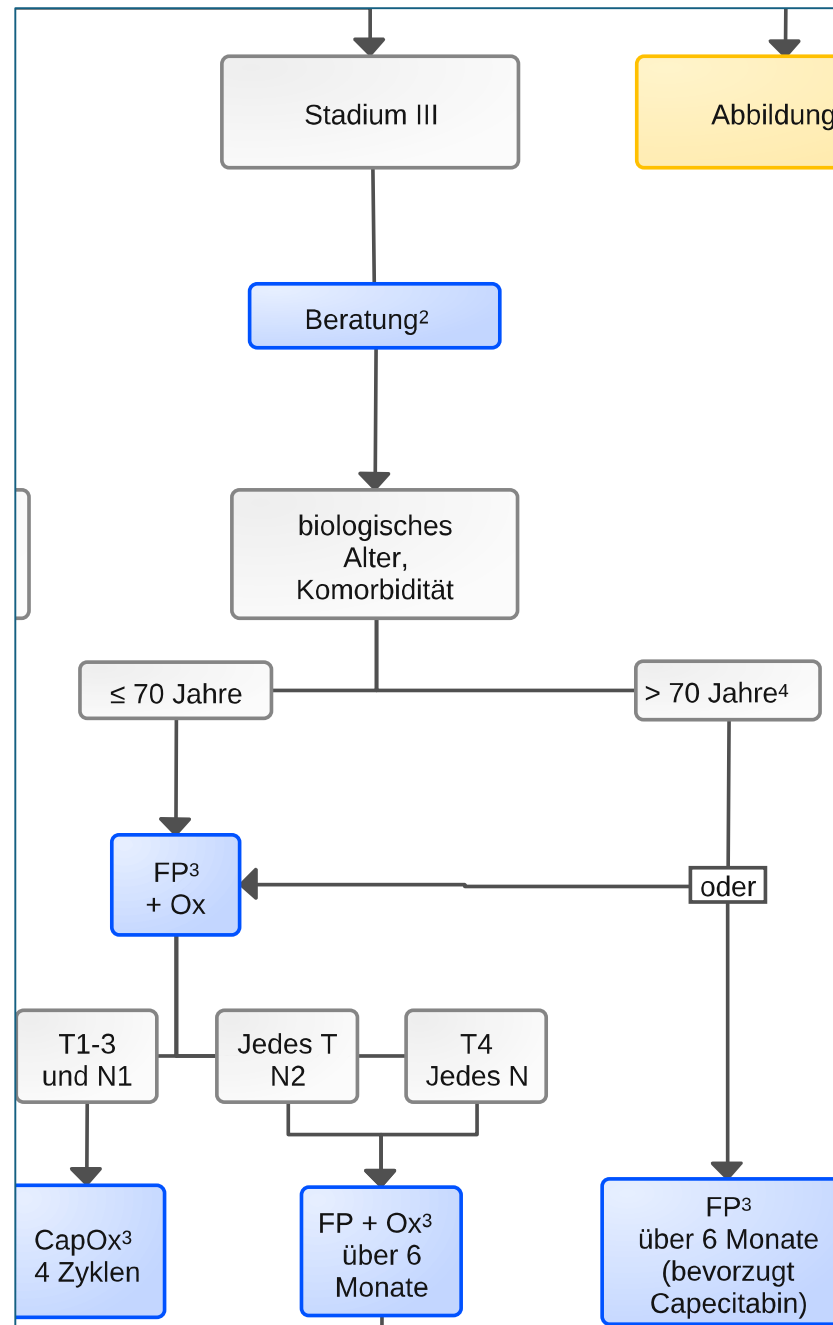 Stadium III
Abbildung
Beratung²
biologisches
Alter,
Komorbidität
≤ 70 Jahre
> 70 Jahre⁴
FP³
+ Ox
oder
T1-3
und N1
Jedes T
N2
T4
Jedes N
CapOx³
4 Zyklen
FP + Ox³
über 6
Monate
FP³
über 6 Monate
(bevorzugt
Capecitabin)